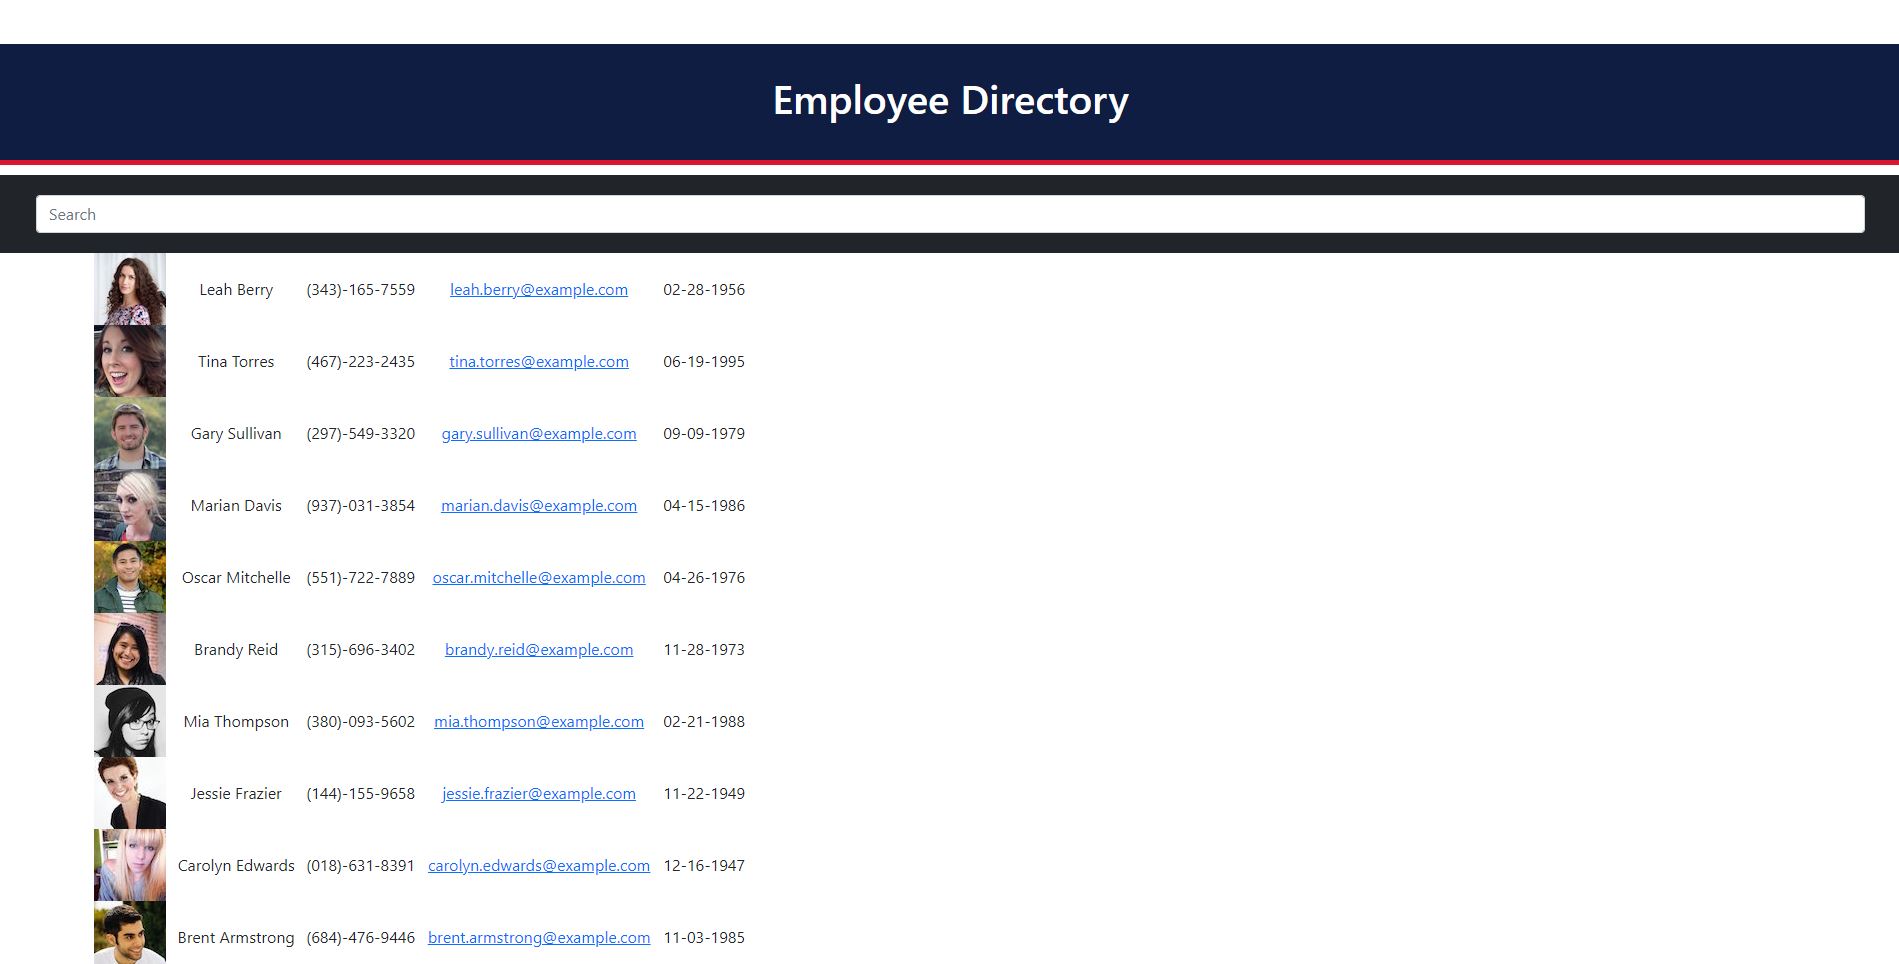 Employee Directory
Search
Leah Berry (343)-165-7559 leah.berry@example.com 02-28-1956
Tina Torres (467)-223-2435 tina.torres@example.com 06-19-1995
Gary Sullivan (297)-549-3320 gary.sullivan@example.com 09-09-1979
Marian Davis (937)-031-3854 marian.davis@example.com 04-15-1986
Oscar Mitchelle (551)-722-7889 oscar.mitchelle@example.com 04-26-1976
Brandy Reid (315)-696-3402 brandy.reid@example.com 11-28-1973
Mia Thompson (380)-093-5602 mia.thompson@example.com 02-21-1988
Jessie Frazier (144)-155-9658 jessie.frazier@example.com 11-22-1949
Carolyn Edwards (018)-631-8391 carolyn.edwards@example.com 12-16-1947
Brent Armstrong (684)-476-9446 brent.armstrong@example.com 11-03-1985